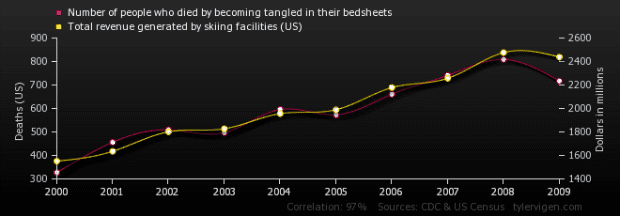 Number of people who died by becoming tangled in their bedsheets
Total revenue generated by skiing facilities (US)
Deaths (US)
900
800
700
600
500
400
300
2600
2400
2200
2000
1800
1600
1400
Dollars in millions
2000 2001 2002 2003 2004 2005 2006 2007 2008 2009
Correlation: 97% Sources: CDC & US Census tylervigen.com